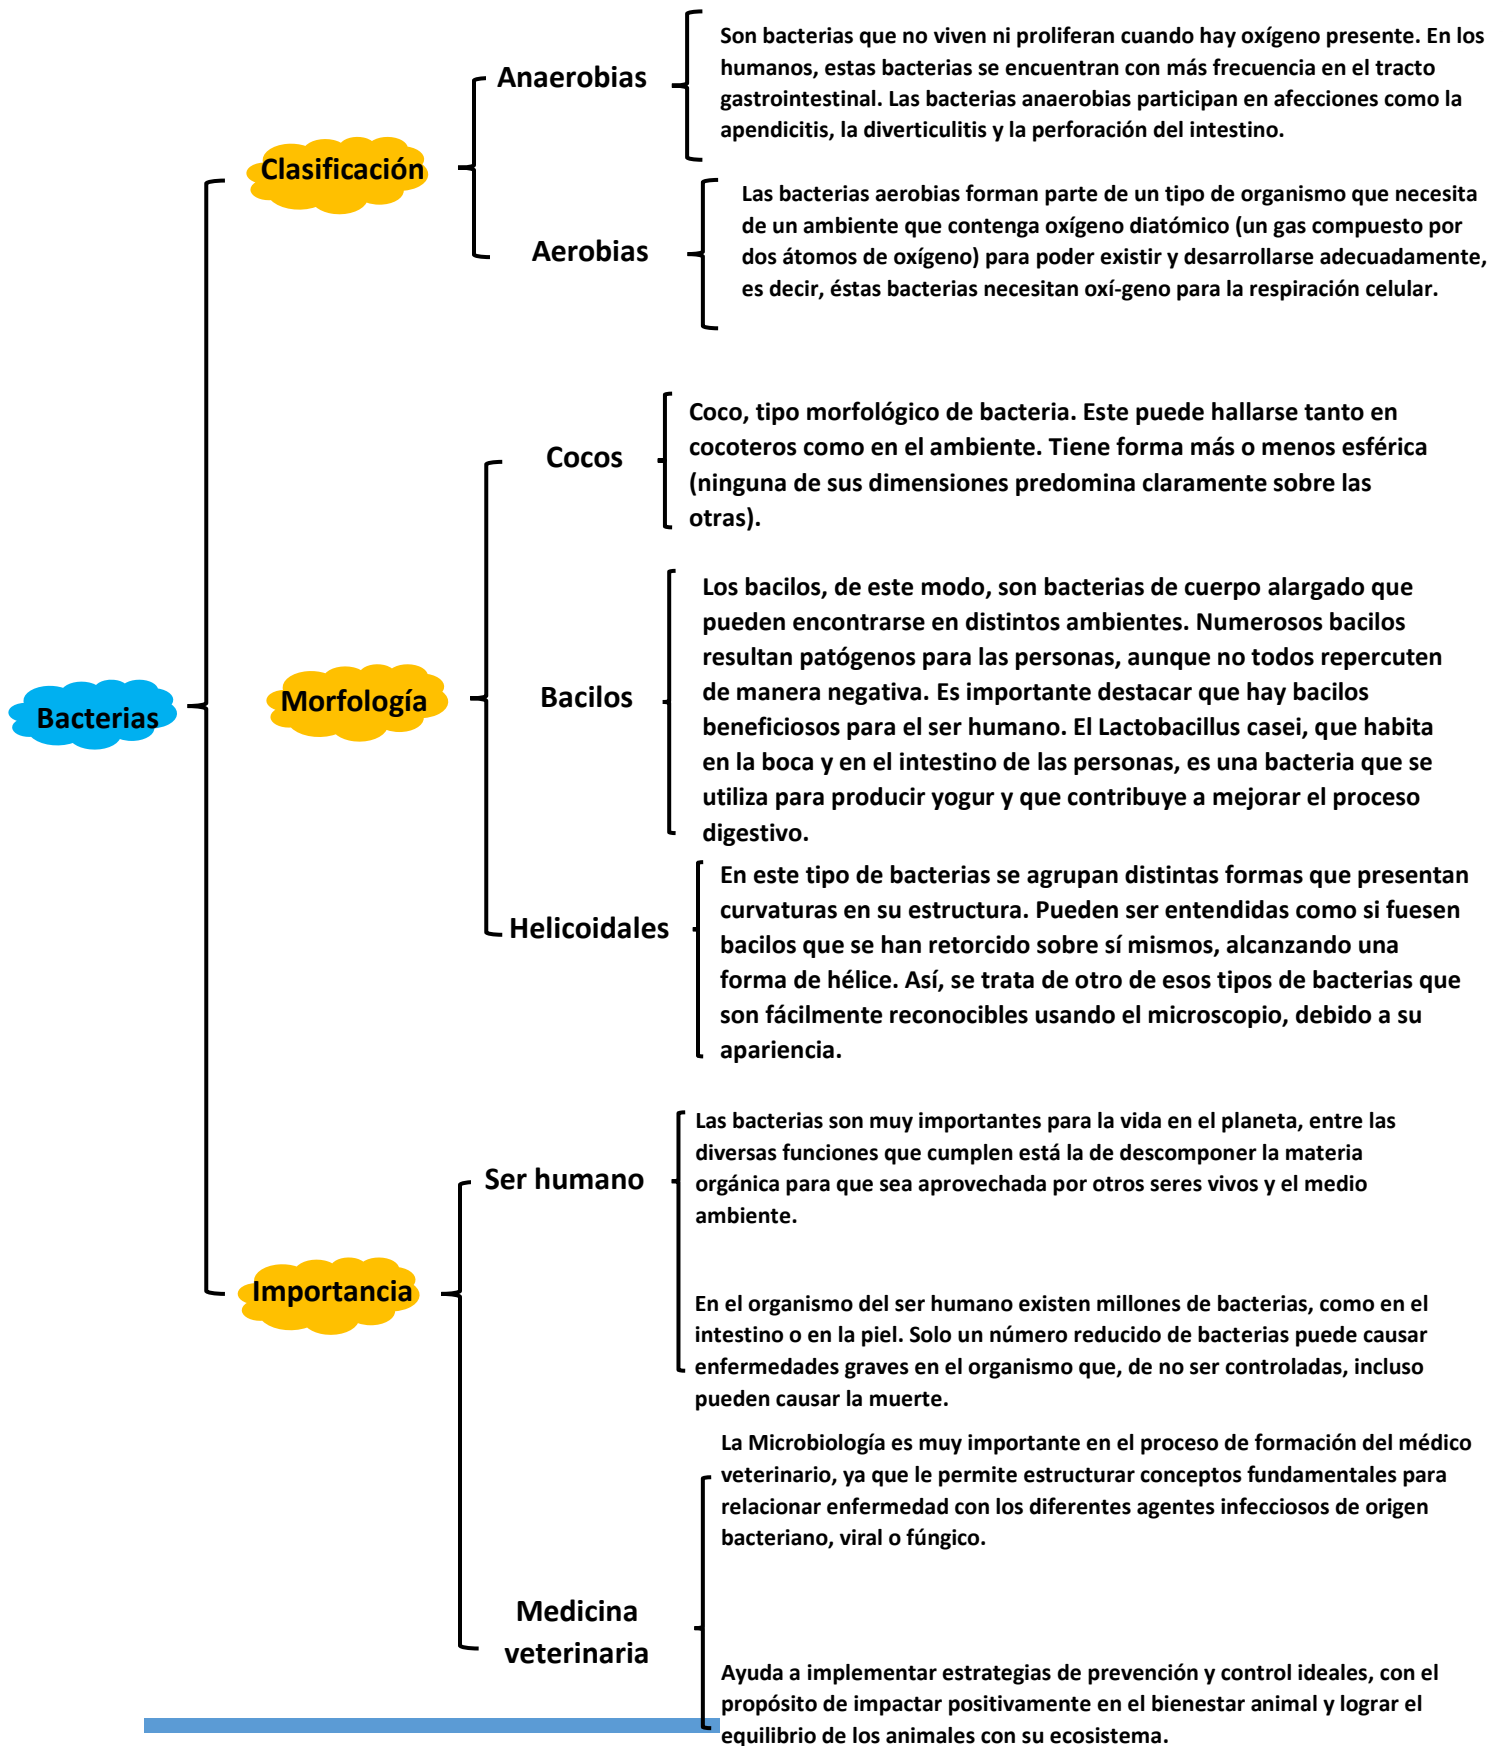 Bacterias
Clasificación
Anaerobias
Son bacterias que no viven ni proliferan cuando hay oxígeno presente. En los
humanos, estas bacterias se encuentran con más frecuencia en el tracto
gastrointestinal. Las bacterias anaerobias participan en afecciones como la
apendicitis, la diverticulitis y la perforación del intestino.
Aerobias
Las bacterias aerobias forman parte de un tipo de organismo que necesita
de un ambiente que contenga oxígeno diatómico (un gas compuesto por
dos átomos de oxígeno) para poder existir y desarrollarse adecuadamente,
es decir, éstas bacterias necesitan oxí-geno para la respiración celular.
Morfología
Cocos
Coco, tipo morfológico de bacteria. Este puede hallarse tanto en
cocoteros como en el ambiente. Tiene forma más o menos esférica
(ninguna de sus dimensiones predomina claramente sobre las
otras).
Bacilos
Los bacilos, de este modo, son bacterias de cuerpo alargado que
pueden encontrarse en distintos ambientes. Numerosos bacilos
resultan patógenos para las personas, aunque no todos repercuten
de manera negativa. Es importante destacar que hay bacilos
beneficiosos para el ser humano. El Lactobacillus casei, que habita
en la boca y en el intestino de las personas, es una bacteria que se
utiliza para producir yogur y que contribuye a mejorar el proceso
digestivo.
Helicoidales
En este tipo de bacterias se agrupan distintas formas que presentan
curvaturas en su estructura. Pueden ser entendidas como si fuesen
bacilos que se han retorcido sobre sí mismos, alcanzando una
forma de hélice. Así, se trata de otro de esos tipos de bacterias que
son fácilmente reconocibles usando el microscopio, debido a su
apariencia.
Importancia
Ser humano
Las bacterias son muy importantes para la vida en el planeta, entre las
diversas funciones que cumplen está la de descomponer la materia
orgánica para que sea aprovechada por otros seres vivos y el medio
ambiente.
En el organismo del ser humano existen millones de bacterias, como en el
intestino o en la piel. Solo un número reducido de bacterias puede causar
enfermedades graves en el organismo que, de no ser controladas, incluso
pueden causar la muerte.
Medicina
veterinaria
La Microbiología es muy importante en el proceso de formación del médico
veterinario, ya que le permite estructurar conceptos fundamentales para
relacionar enfermedad con los diferentes agentes infecciosos de origen
bacteriano, viral o fúngico.
Ayuda a implementar estrategias de prevención y control ideales, con el
propósito de impactar positivamente en el bienestar animal y lograr el
equilibrio de los animales con su ecosistema.